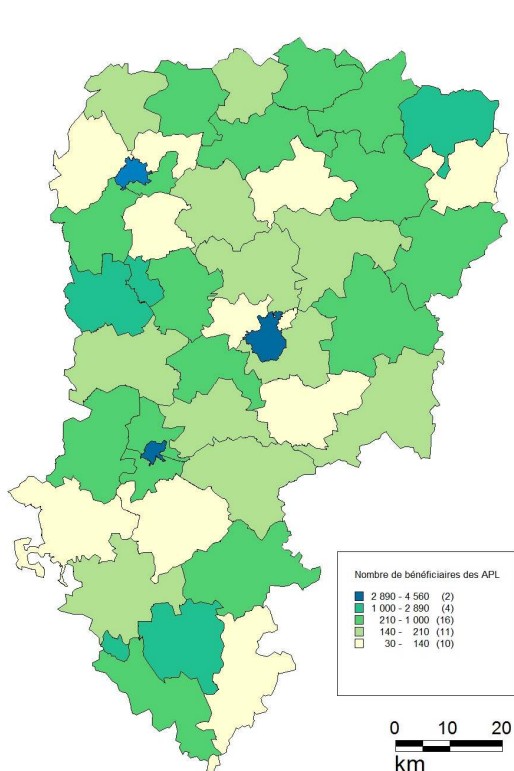 Nombre de bénéficiaires des APL
2 890 - 4 560 (2)
1 000 - 2 890 (4)
210 - 1 000 (16)
140 - 210 (11)
30 - 140 (10)
0 10 20
km